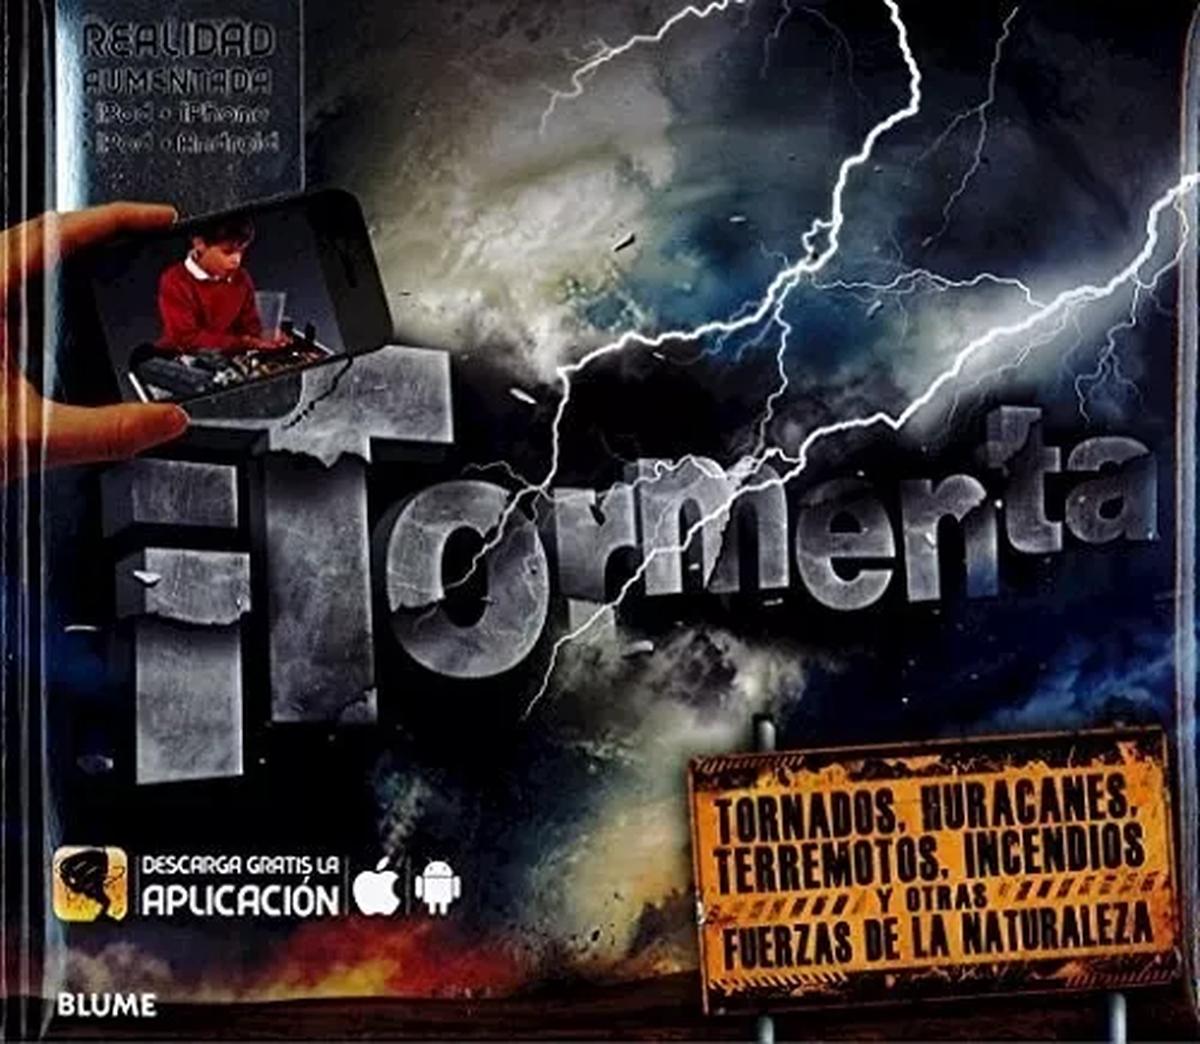 REALIDAD
AUMENTADA
• iPad • iPhone
• iPod • Android
iTormenta
DESCARGA GRATIS LA
APLICACIÓN
TORNADOS, HURACANES,
TERREMOTOS, INCENDIOS
Y OTRAS
FUERZAS DE LA NATURALEZA
BLUME